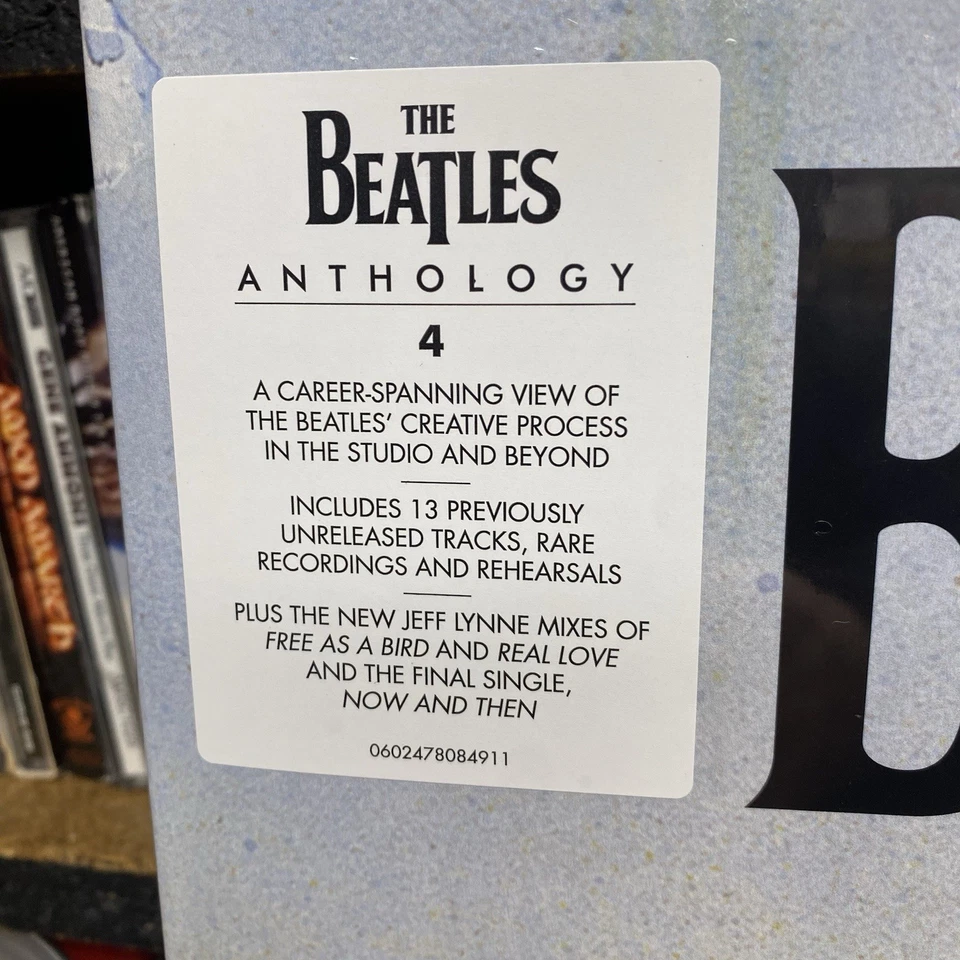 THE
BEATLES
ANTHOLOGY
4
A CAREER-SPANNING VIEW OF
THE BEATLES' CREATIVE PROCESS
IN THE STUDIO AND BEYOND
INCLUDES 13 PREVIOUSLY
UNRELEASED TRACKS, RARE
RECORDINGS AND REHEARSALS
PLUS THE NEW JEFF LYNNE MIXES OF
FREE AS A BIRD AND REAL LOVE
AND THE FINAL SINGLE,
NOW AND THEN
0602478084911
B
AMON AMARTH